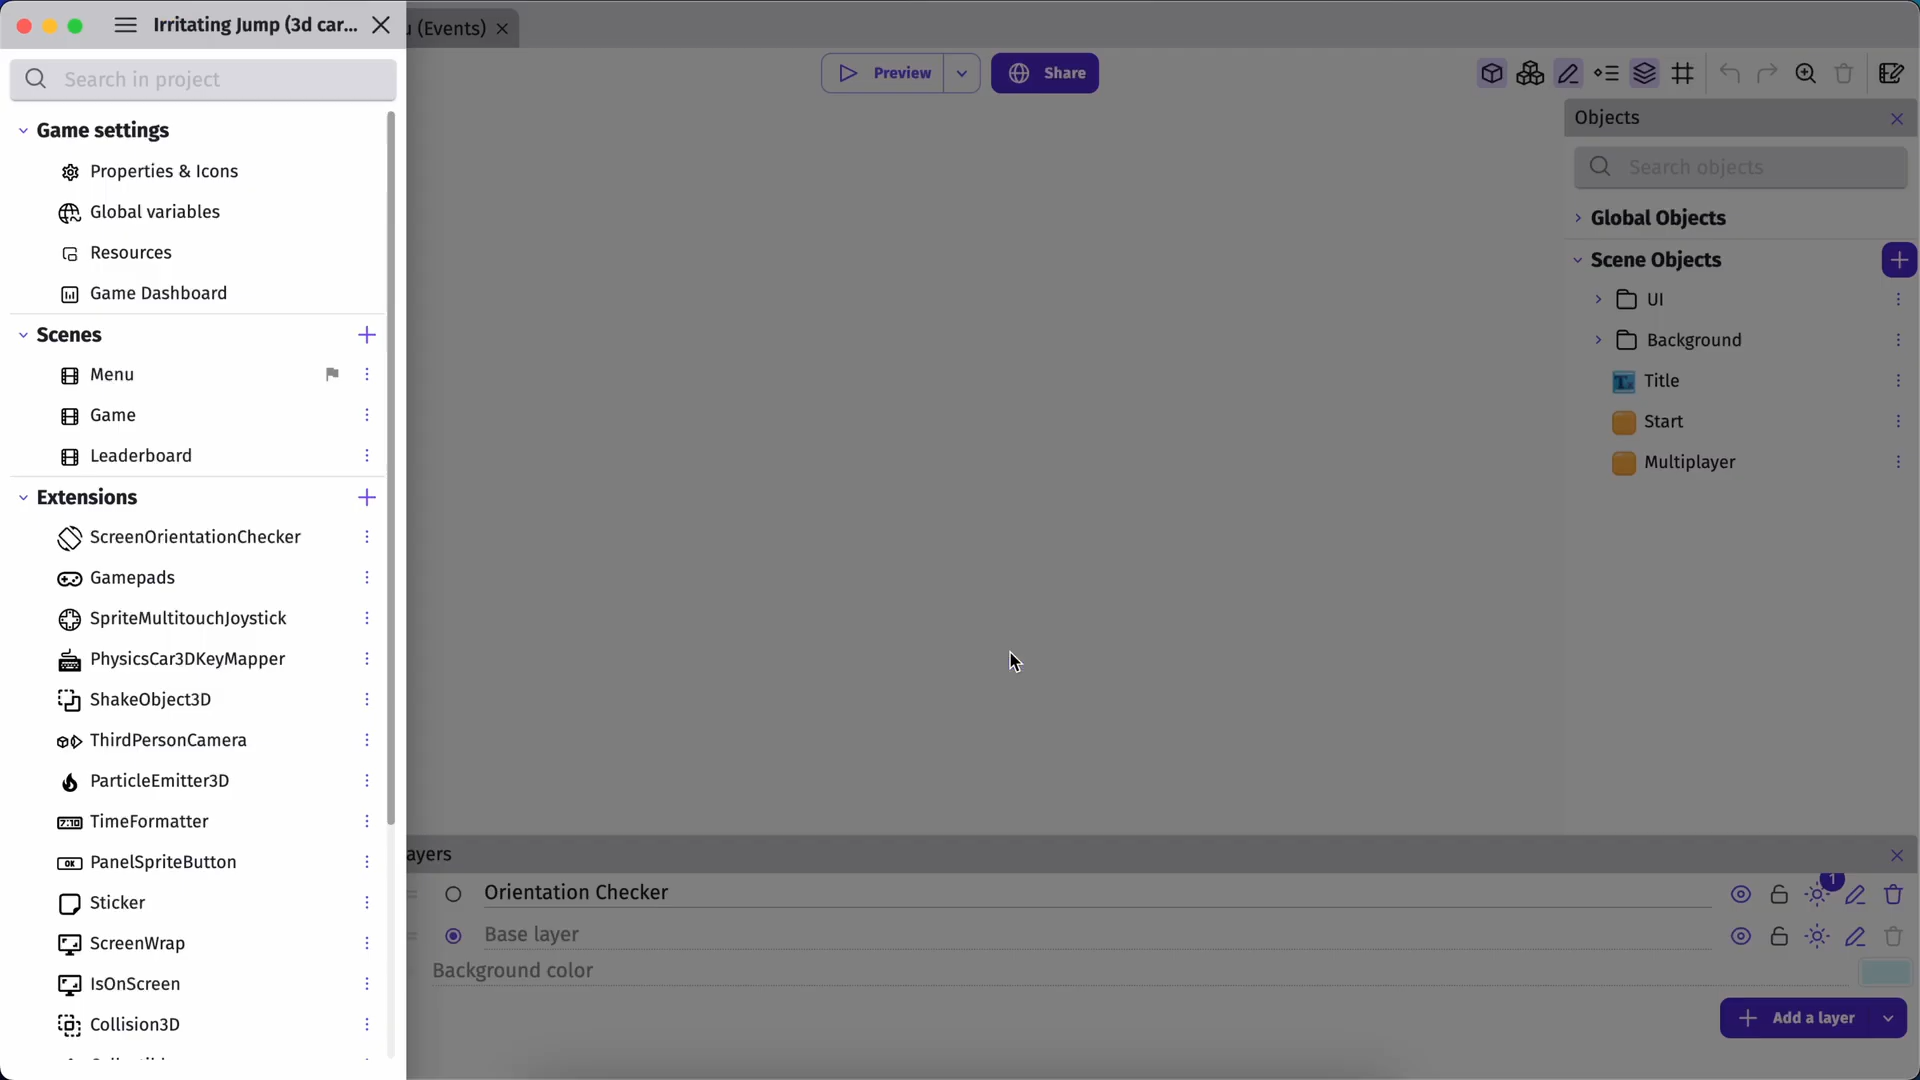 Irritating Jump (3d car...
u (Events)
Search in project
Preview
Share
Game settings
Properties & Icons
Global variables
Resources
Game Dashboard
Scenes
Menu
Game
Leaderboard
Extensions
ScreenOrientationChecker
Gamepads
SpriteMultitouchJoystick
PhysicsCar3DKeyMapper
ShakeObject3D
ThirdPersonCamera
ParticleEmitter3D
7:10
TimeFormatter
OK
PanelSpriteButton
Sticker
ScreenWrap
IsOnScreen
Collision3D
Objects
Search objects
Global Objects
Scene Objects
UI
Background
Title
Start
Multiplayer
ayers
Orientation Checker
1
Base layer
Background color
Add a layer